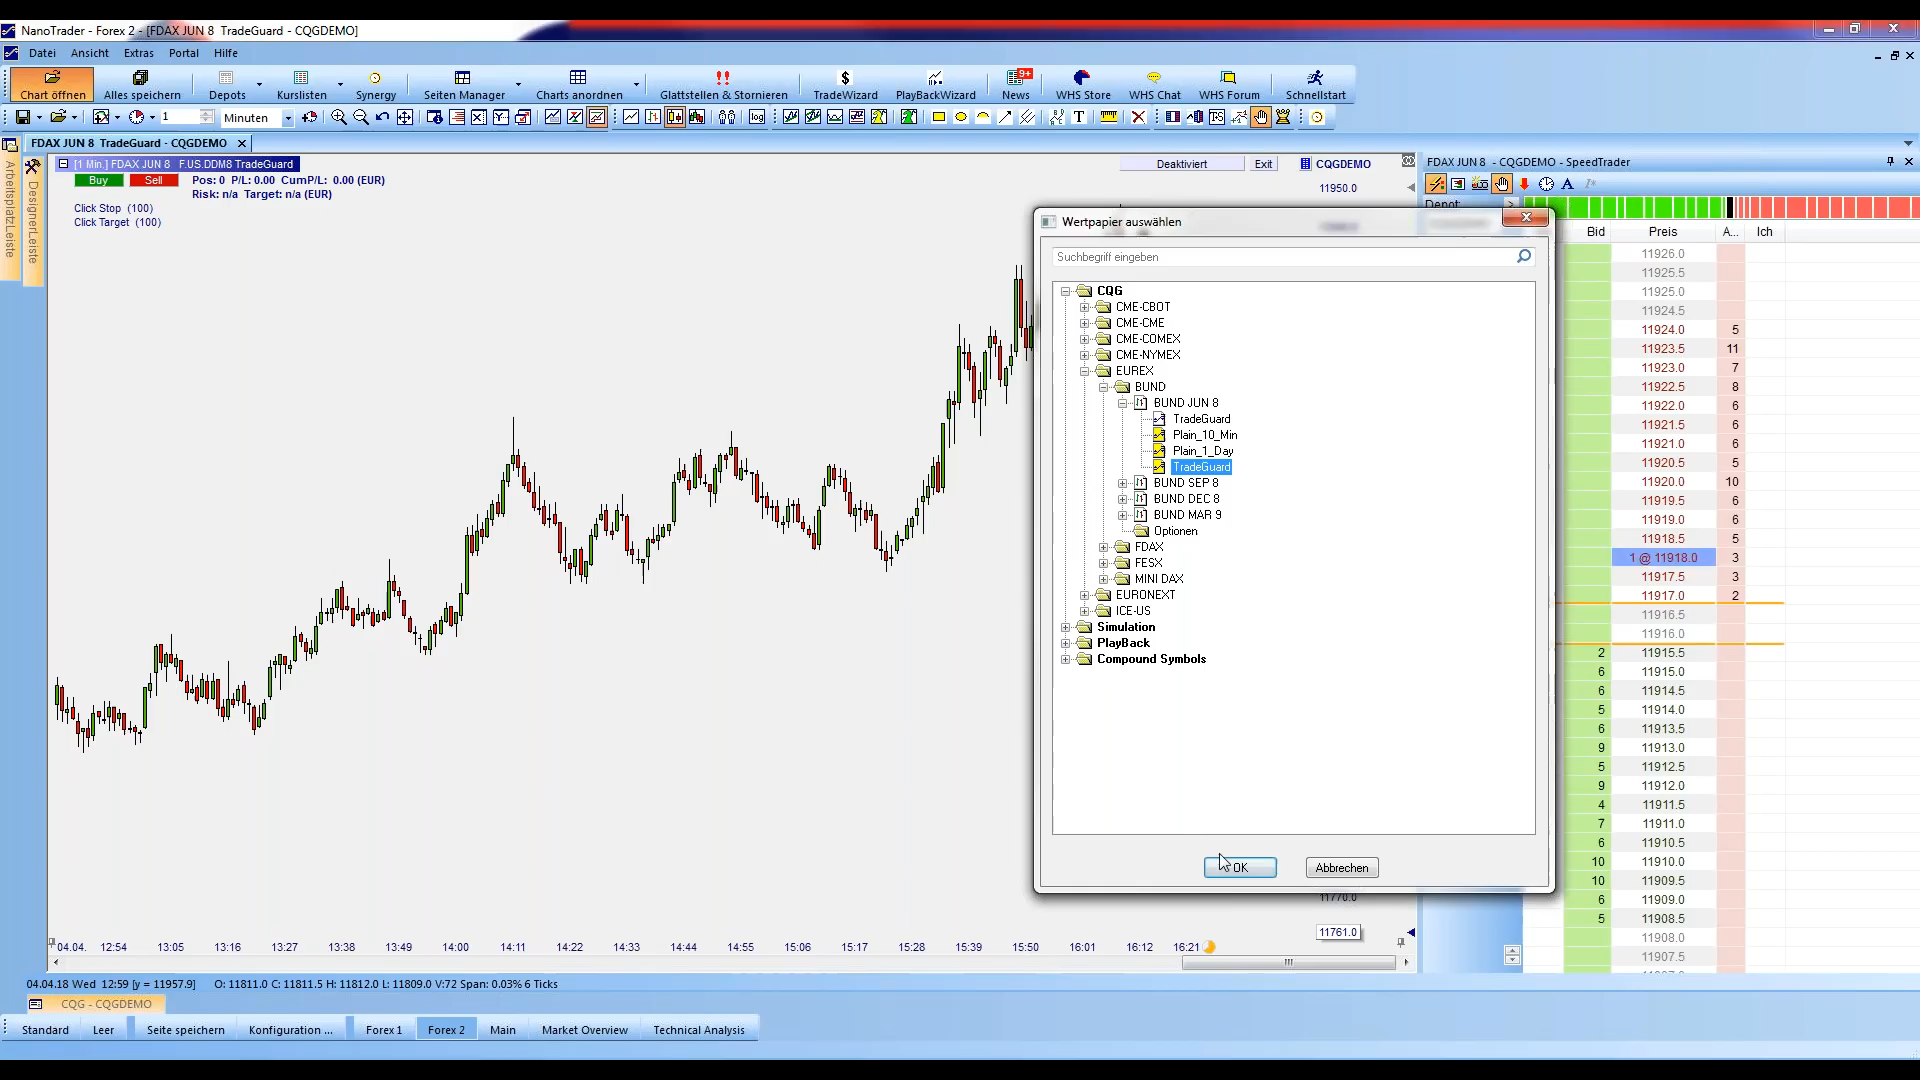 NanoTrader - Forex 2 - [FDAX JUN 8 TradeGuard - CQGDEMO]
Datei Ansicht Extras Portal Hilfe
Chart öffnen Alles speichern Depots Kurslisten Synergy Seiten Manager Charts anordnen Glattstellen & Stornieren TradeWizard PlayBackWizard News 9+ WHS Store WHS Chat WHS Forum Schnellstart
1 Minuten log
FDAX JUN 8 TradeGuard - CQGDEMO
ArbeitsplatzLeiste
DesignerLeiste
[1 Min.] FDAX JUN 8 F.US.DDM8 TradeGuard
Deaktiviert Exit CQGDEMO
Buy Sell Pos: 0 P/L: 0.00 CumP/L: 0.00 (EUR)
Risk: n/a Target: n/a (EUR)
Click Stop (100)
Click Target (100)
11950.0
11770.0
11761.0
04.04. 12:54 13:05 13:16 13:27 13:38 13:49 14:00 14:11 14:22 14:33 14:44 14:55 15:06 15:17 15:28 15:39 15:50 16:01 16:12 16:21
Wertpapier auswählen
Suchbegriff eingeben
CQG
CME-CBOT
CME-CME
CME-COMEX
CME-NYMEX
EUREX
BUND
BUND JUN 8
TradeGuard
Plain_10_Min
Plain_1_Day
TradeGuard
BUND SEP 8
BUND DEC 8
BUND MAR 9
Optionen
FDAX
FESX
MINI DAX
EURONEXT
ICE-US
Simulation
PlayBack
Compound Symbols
OK Abbrechen
FDAX JUN 8 - CQGDEMO - SpeedTrader
Depot:
Bid Preis A... Ich
11926.0
11925.5
11925.0
11924.5
11924.0 5
11923.5 11
11923.0 7
11922.5 8
11922.0 6
11921.5 6
11921.0 6
11920.5 5
11920.0 10
11919.5 6
11919.0 6
11918.5 5
1 @ 11918.0 3
11917.5 3
11917.0 2
11916.5
11916.0
2 11915.5
6 11915.0
6 11914.5
5 11914.0
6 11913.5
9 11913.0
5 11912.5
9 11912.0
4 11911.5
7 11911.0
6 11910.5
10 11910.0
10 11909.5
6 11909.0
5 11908.5
11908.0
11907.5
04.04.18 Wed 12:59 [y = 11957.9] O: 11811.0 C: 11811.5 H: 11812.0 L: 11809.0 V:72 Span: 0.03% 6 Ticks
CQG - CQGDEMO
Standard Leer Seite speichern Konfiguration ... Forex 1 Forex 2 Main Market Overview Technical Analysis